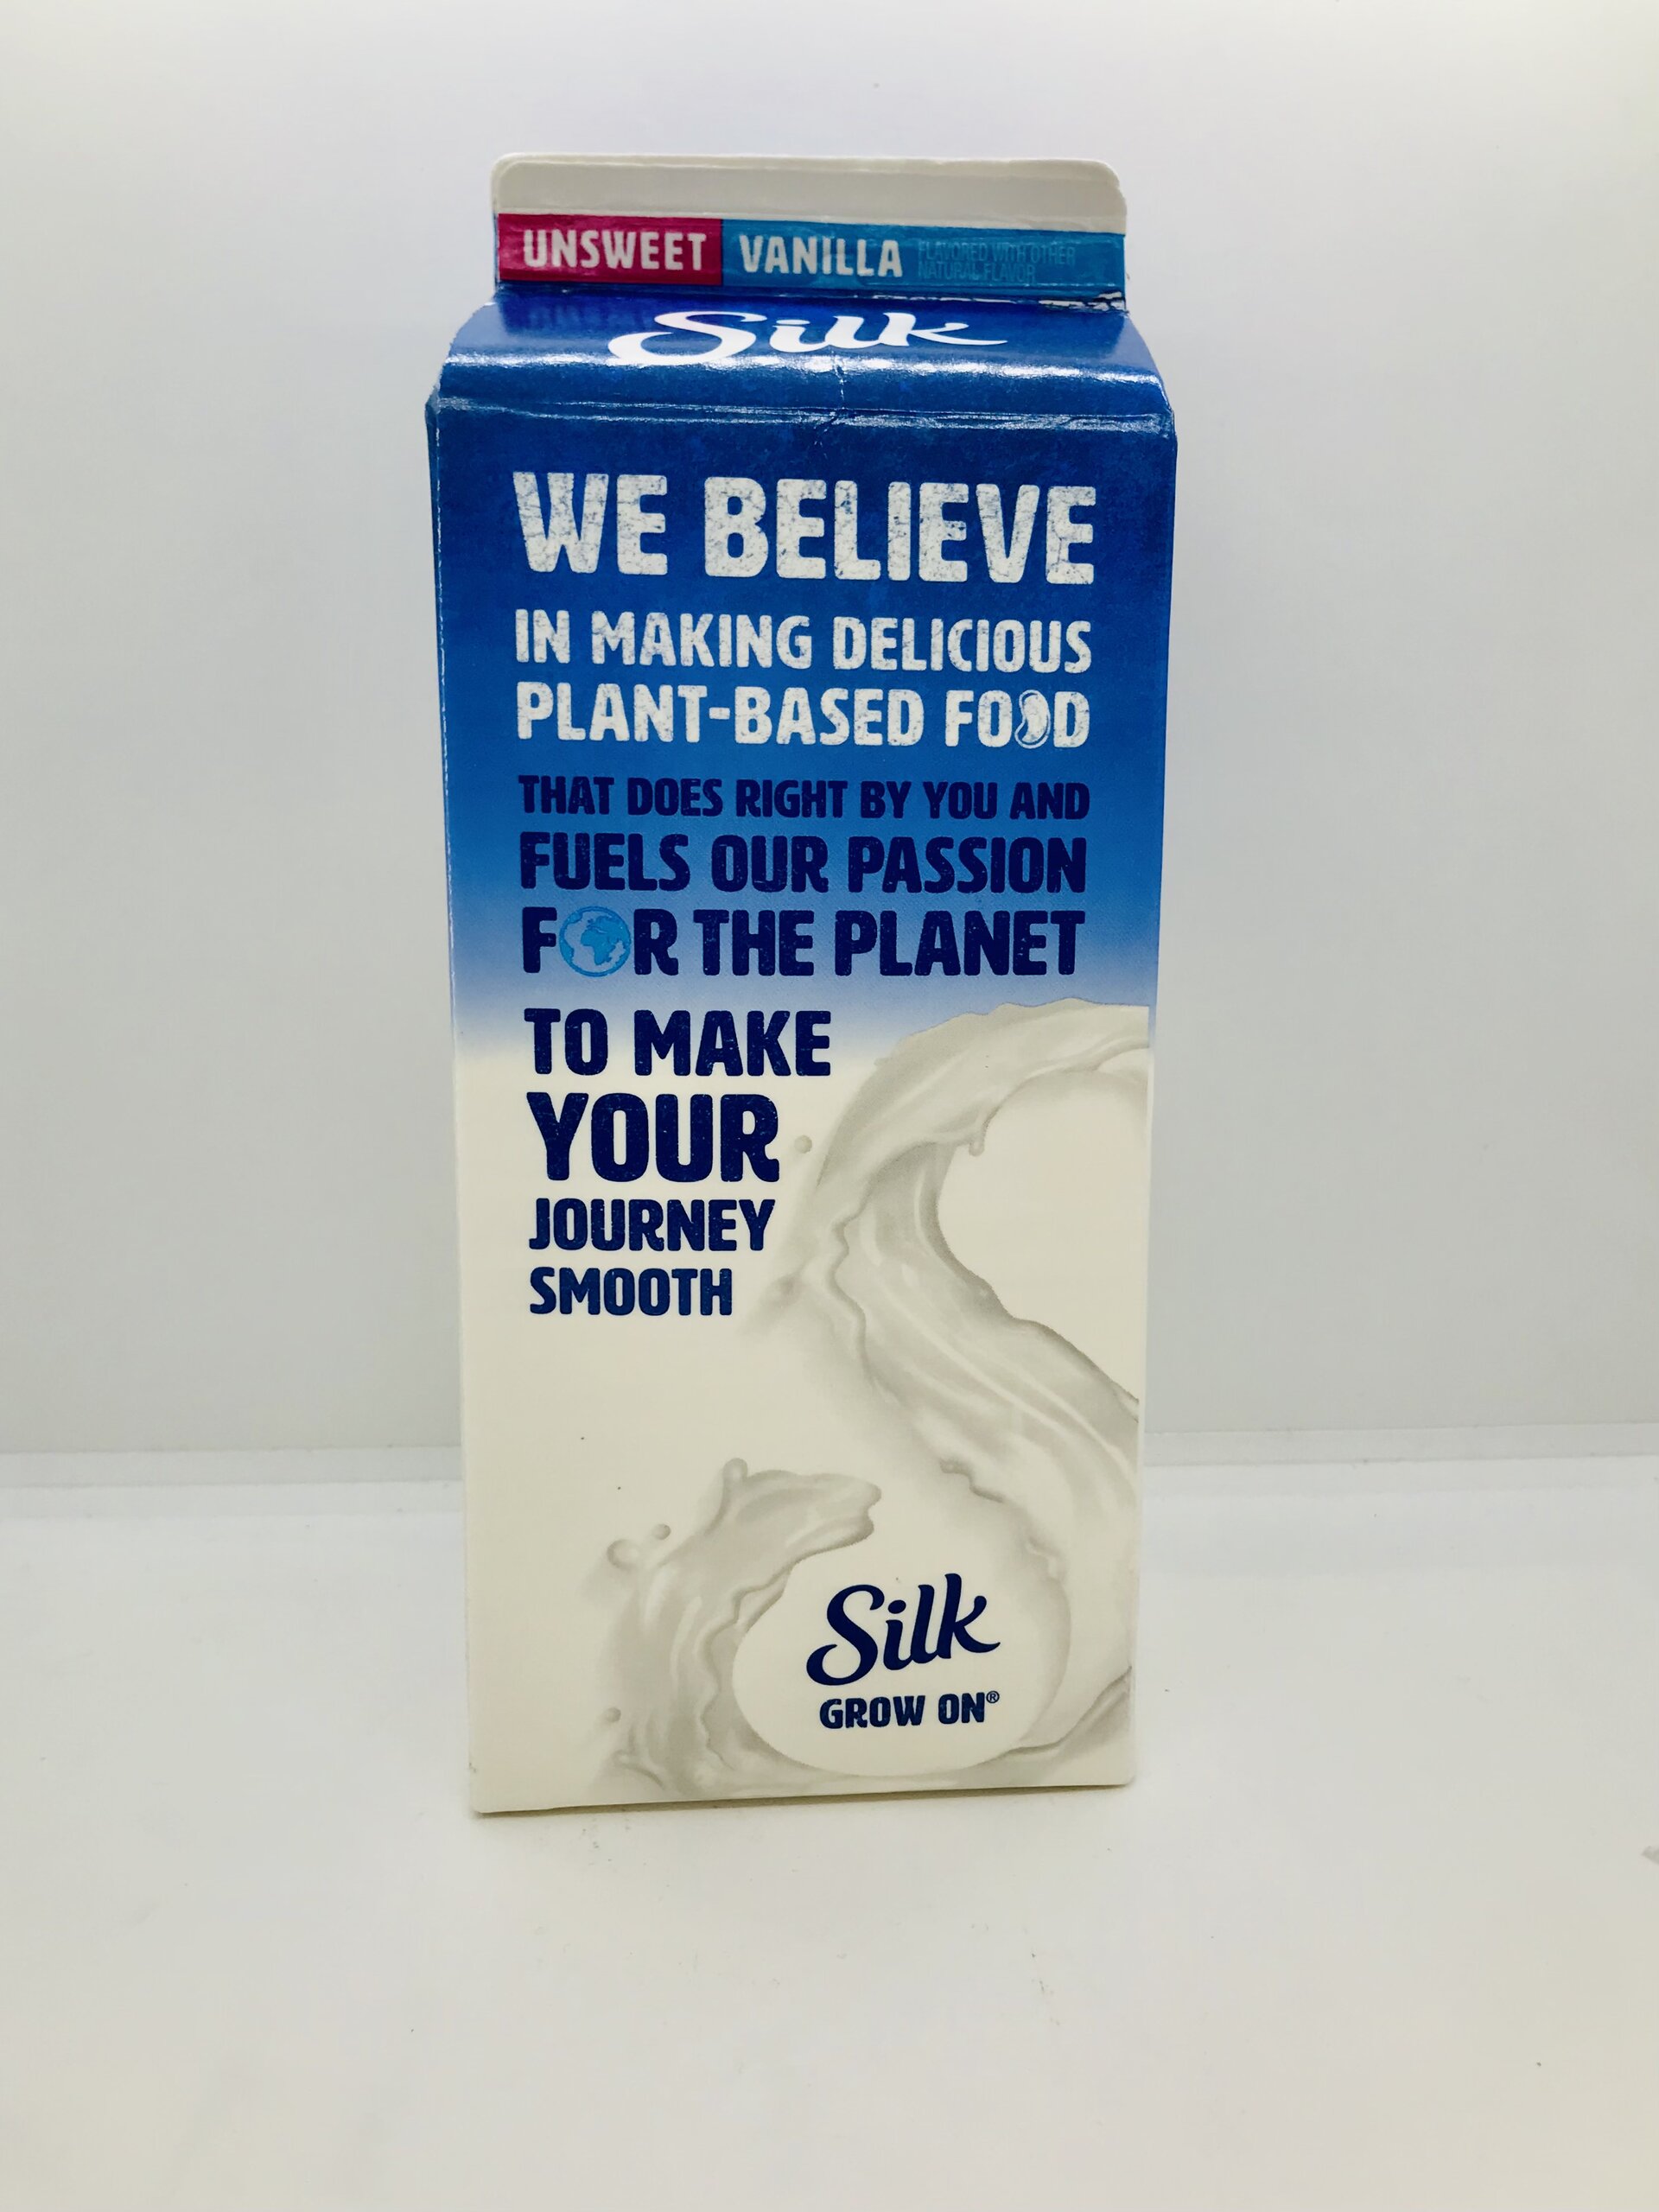 UNSWEET VANILLA FLAVORED WITH OTHER
NATURAL FLAVOR
Silk
WE BELIEVE
IN MAKING DELICIOUS
PLANT-BASED FOOD
THAT DOES RIGHT BY YOU AND
FUELS OUR PASSION
FOR THE PLANET
TO MAKE
YOUR
JOURNEY
SMOOTH
Silk
GROW ON®